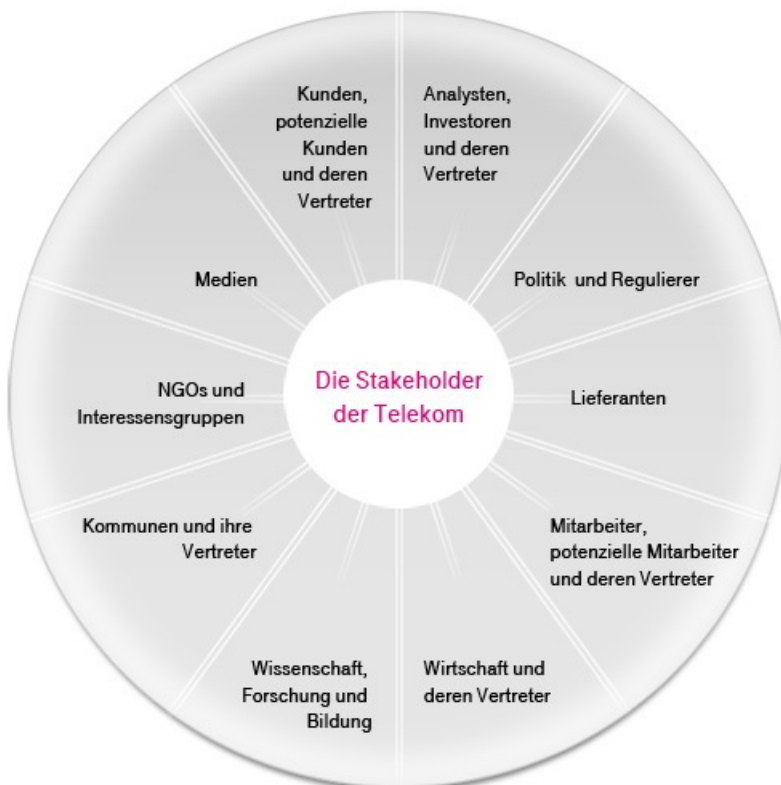 Die Stakeholder
der Telekom
Analysten,
Investoren
und deren
Vertreter
Politik und Regulierer
Lieferanten
Mitarbeiter,
potenzielle Mitarbeiter
und deren Vertreter
Wirtschaft und
deren Vertreter
Wissenschaft,
Forschung und
Bildung
Kommunen und ihre
Vertreter
NGOs und
Interessensgruppen
Medien
Kunden,
potenzielle
Kunden
und deren
Vertreter